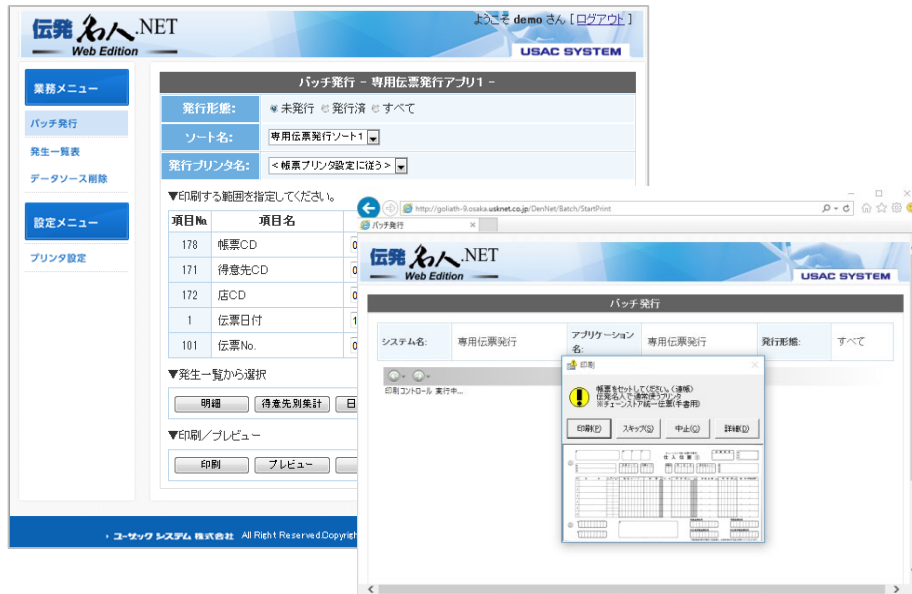 伝発名人.NET
Web Edition
ようこそ demo さん [ログアウト]
USAC SYSTEM
業務メニュー
バッチ発行
発生一覧表
データソース削除
設定メニュー
プリンタ設定
バッチ発行 - 専用伝票発行アプリ1 -
発行形態: 未発行 発行済 すべて
ソート名: 専用伝票発行ソート1
発行プリンタ名: <帳票プリンタ設定に従う>
▼印刷する範囲を指定してください。
項目No. 項目名
178 帳票CD 0
171 得意先CD 0
172 店CD 0
1 伝票日付 1
101 伝票No. 0
▼発生一覧から選択
明細 得意先別集計 日
▼印刷/プレビュー
印刷 プレビュー
ユーザック システム 株式会社 All Right Reserved.Copyright
http://goliath-9.osaka.usknet.co.jp/DenNet/Batch/StartPrint
バッチ発行
伝発名人.NET
Web Edition
USAC SYSTEM
バッチ発行
システム名: 専用伝票発行 アプリケーション名: 専用伝票発行 発行形態: すべて
印刷コントロール 実行中...
印刷
帳票をセットしてください。(連帳)
伝発名人で通常使うプリンタ
※チェーンストア統一伝票(手書用)
印刷(P) スキップ(S) 中止(C) 詳細(D)
仕入伝票